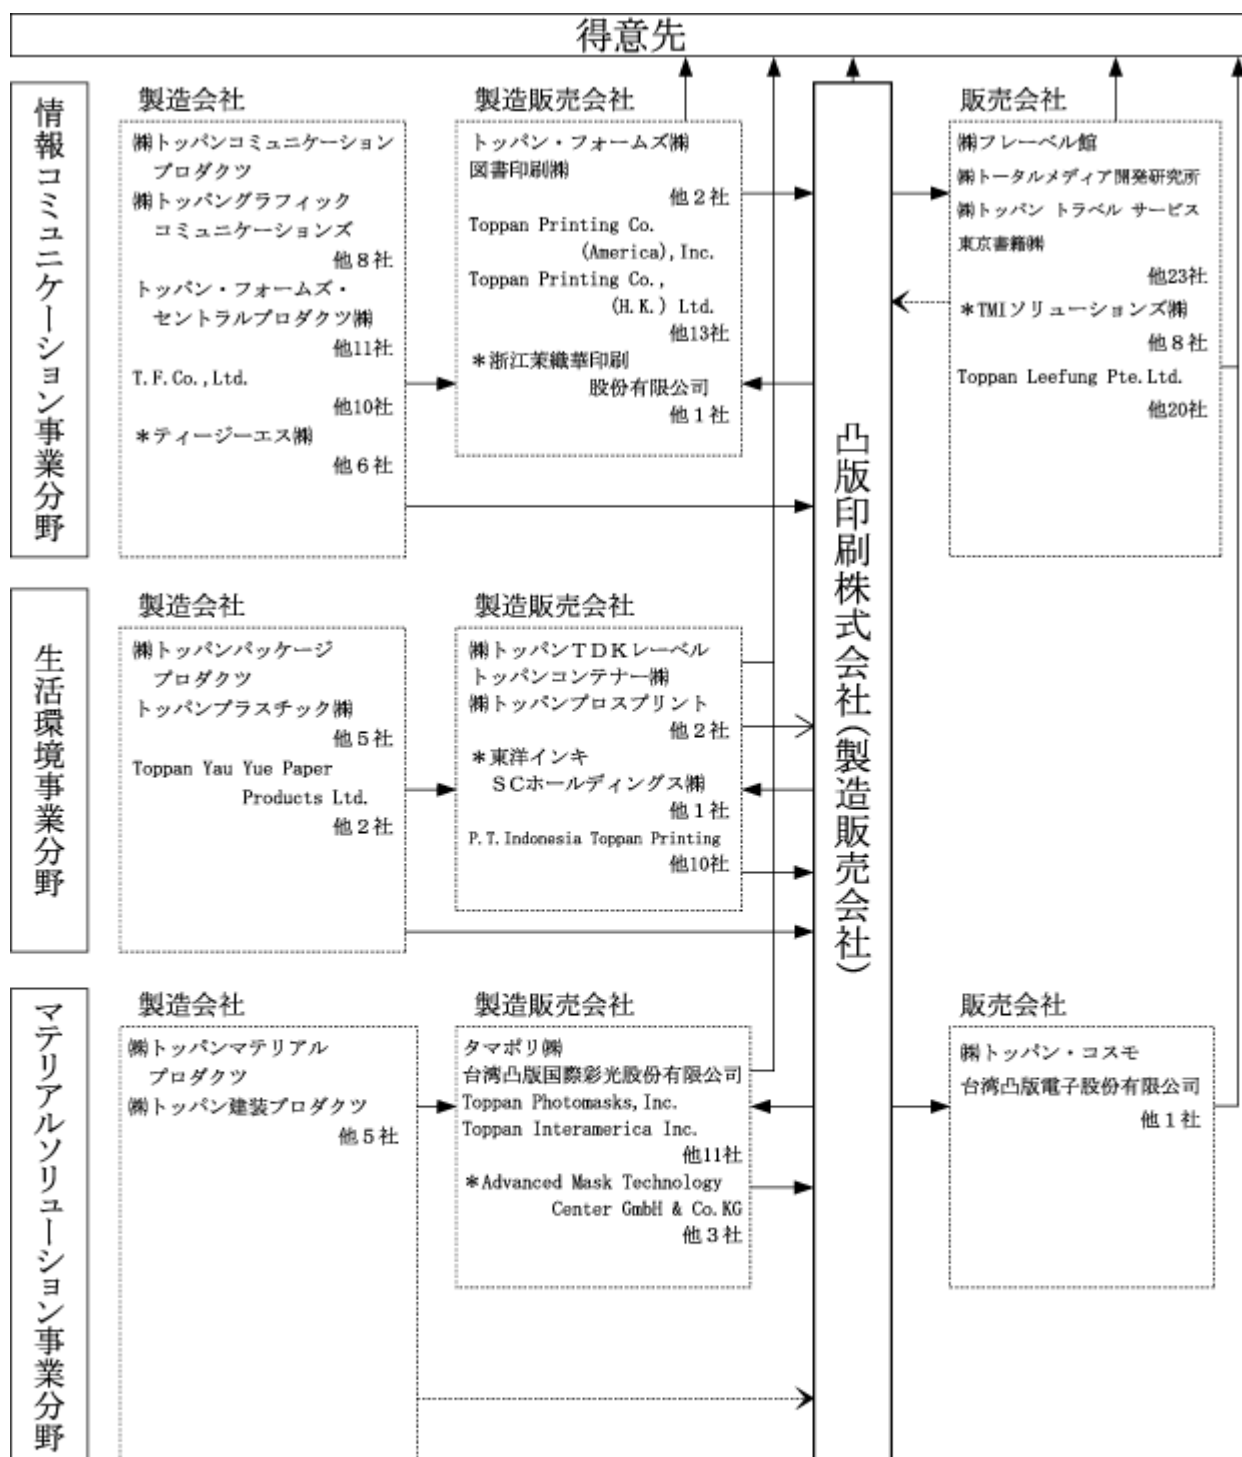 得意先
情報コミュニケーション事業分野
製造会社
㈱トッパンコミュニケーション
プロダクツ
㈱トッパングラフィック
コミュニケーションズ
他8社
トッパン・フォームズ・
セントラルプロダクツ㈱
他11社
T.F.Co.,Ltd.
他10社
＊ティージーエス㈱
他6社
製造販売会社
トッパン・フォームズ㈱
図書印刷㈱
他2社
Toppan Printing Co.
(America),Inc.
Toppan Printing Co.,
(H.K.) Ltd.
他13社
＊浙江茉織華印刷
股份有限公司
他1社
凸版印刷株式会社(製造販売会社)
販売会社
㈱フレーベル館
㈱トータルメディア開発研究所
㈱トッパン トラベル サービス
東京書籍㈱
他23社
＊TMIソリューションズ㈱
他8社
Toppan Leefung Pte.Ltd.
他20社
生活環境事業分野
製造会社
㈱トッパンパッケージ
プロダクツ
トッパンプラスチック㈱
他5社
Toppan Yau Yue Paper
Products Ltd.
他2社
製造販売会社
㈱トッパンＴＤＫレーベル
トッパンコンテナー㈱
㈱トッパンプロスプリント
他2社
＊東洋インキ
ＳＣホールディングス㈱
他1社
P.T.Indonesia Toppan Printing
他10社
マテリアルソリューション事業分野
製造会社
㈱トッパンマテリアル
プロダクツ
㈱トッパン建装プロダクツ
他5社
製造販売会社
タマポリ㈱
台湾凸版国際彩光股份有限公司
Toppan Photomasks,Inc.
Toppan Interamerica Inc.
他11社
＊Advanced Mask Technology
Center GmbH & Co.KG
他3社
販売会社
㈱トッパン・コスモ
台湾凸版電子股份有限公司
他1社